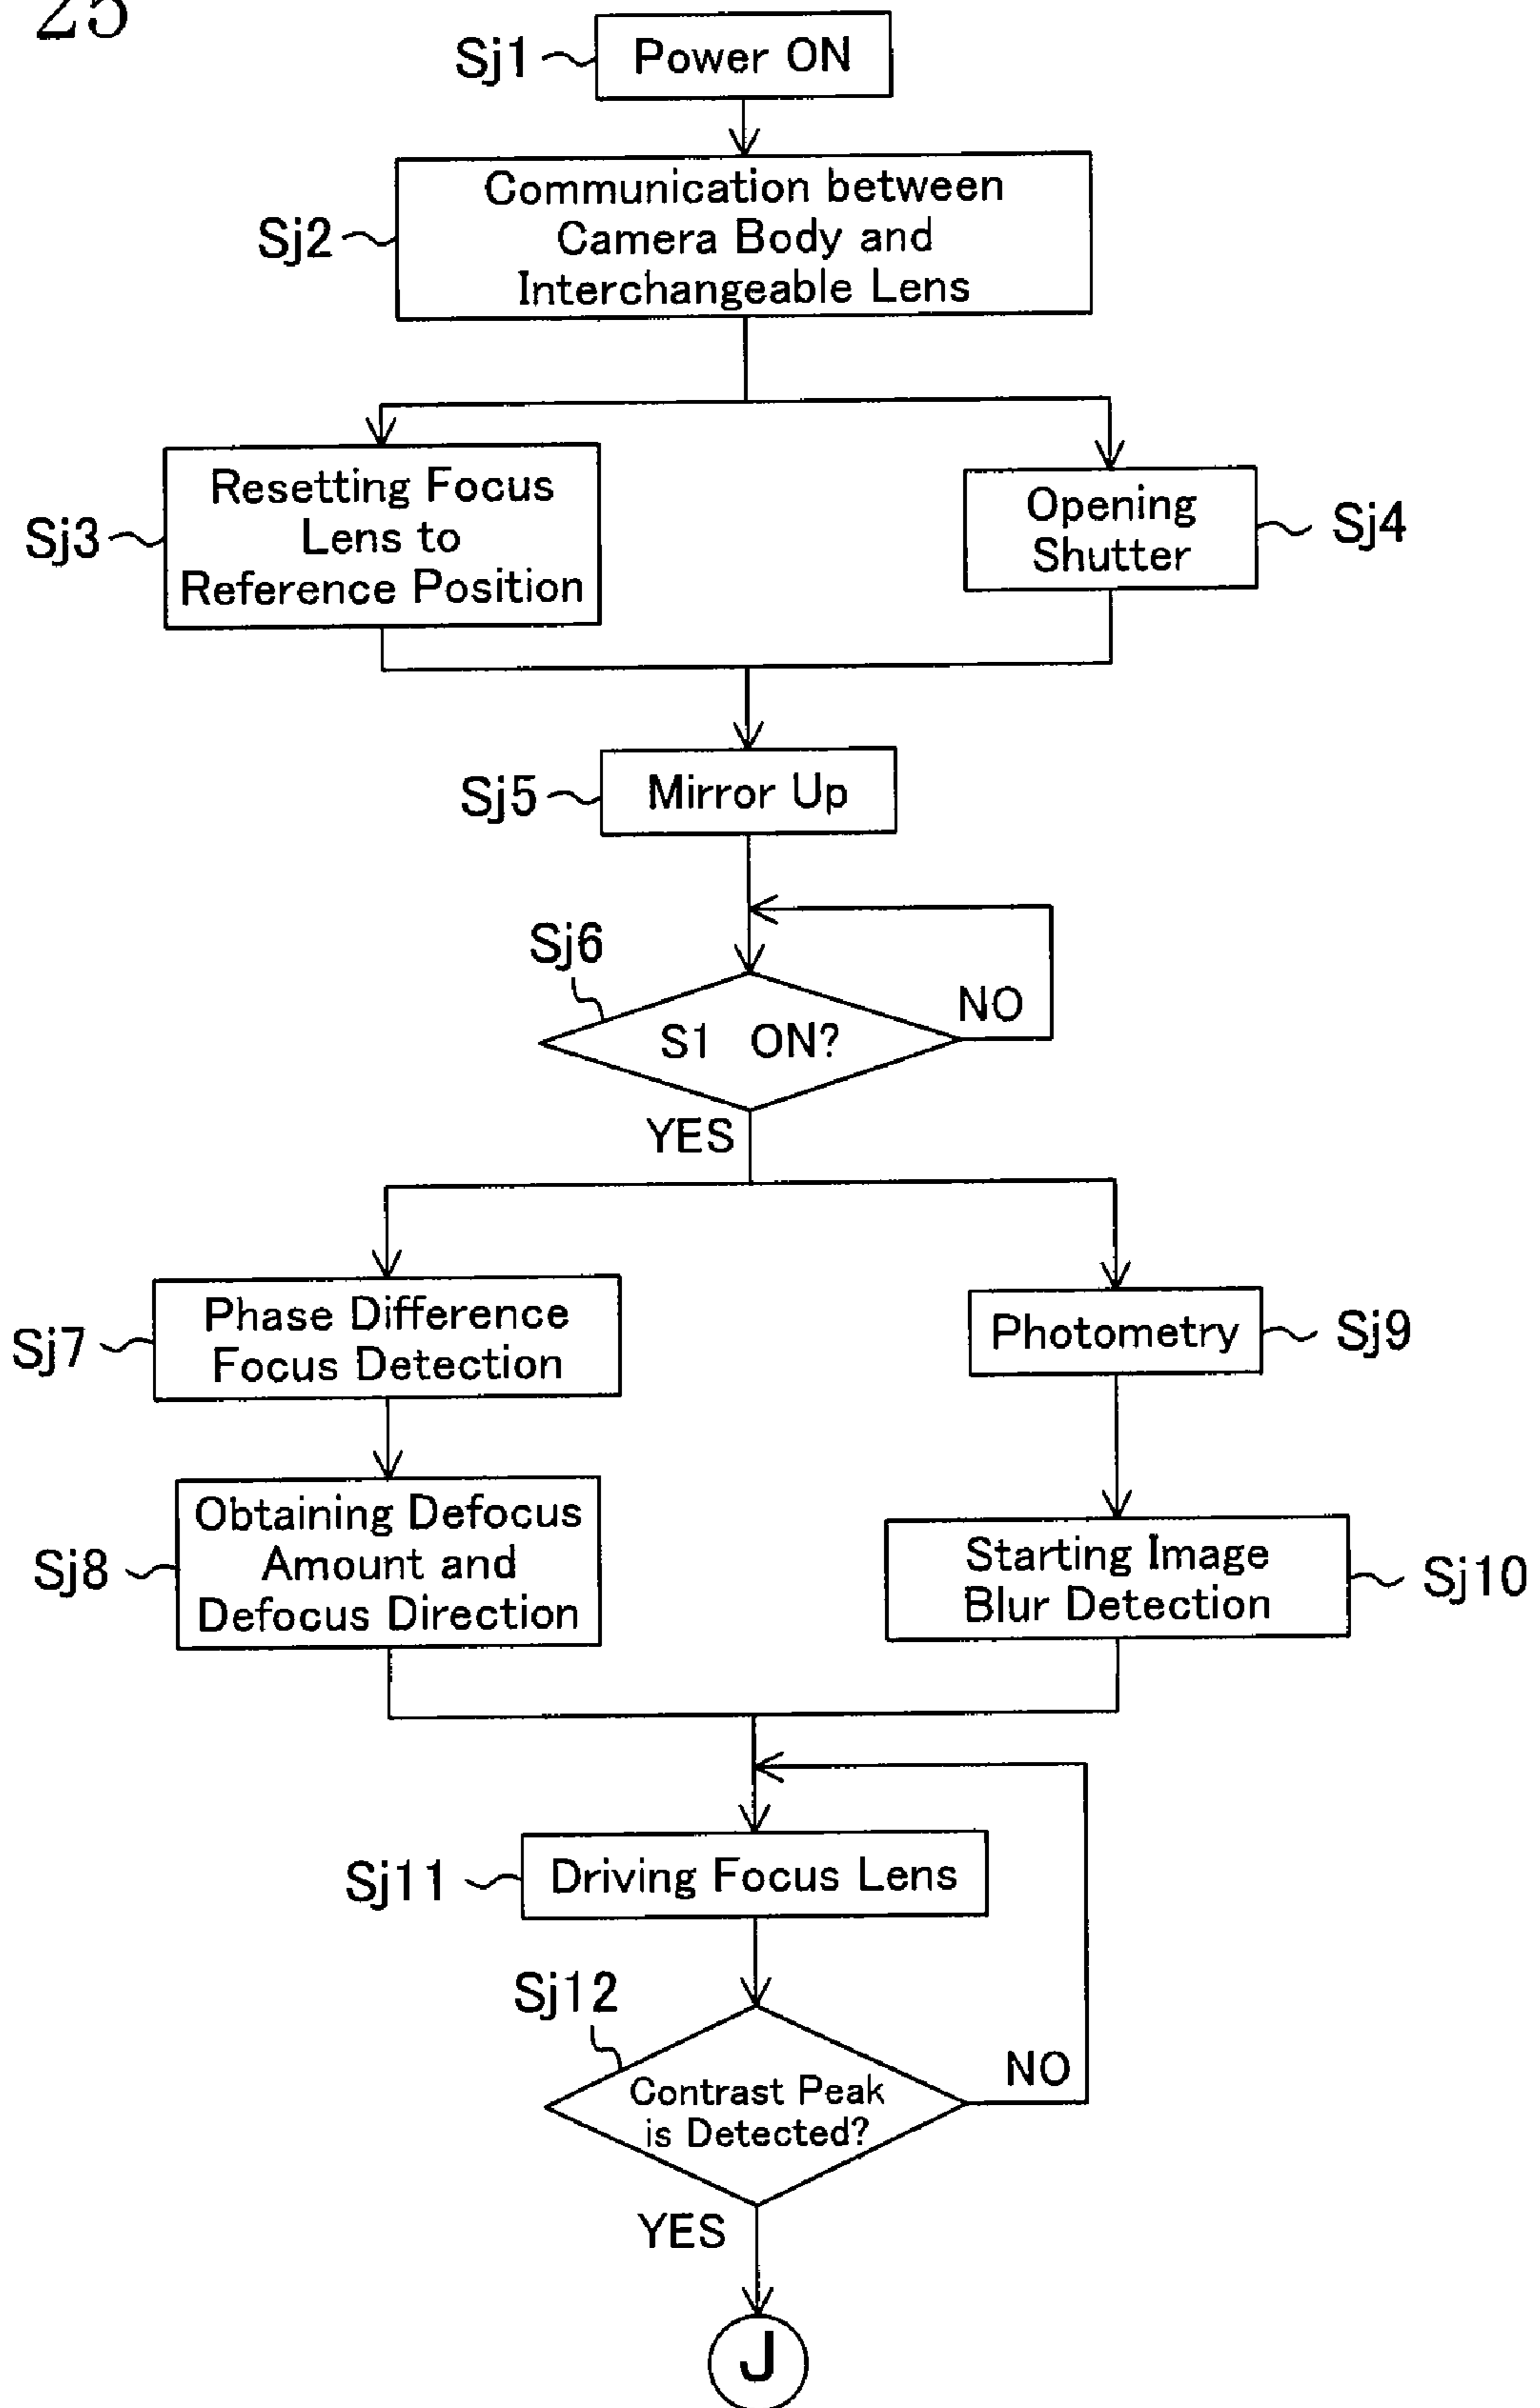 25
Sj1
Power ON
Sj2
Communication between
Camera Body and
Interchangeable Lens
Sj3
Resetting Focus
Lens to
Reference Position
Opening
Shutter
Sj4
Sj5
Mirror Up
Sj6
S1 ON?
NO
YES
Sj7
Phase Difference
Focus Detection
Photometry
Sj9
Sj8
Obtaining Defocus
Amount and
Defocus Direction
Starting Image
Blur Detection
Sj10
Sj11
Driving Focus Lens
Sj12
Contrast Peak
is Detected?
NO
YES
J